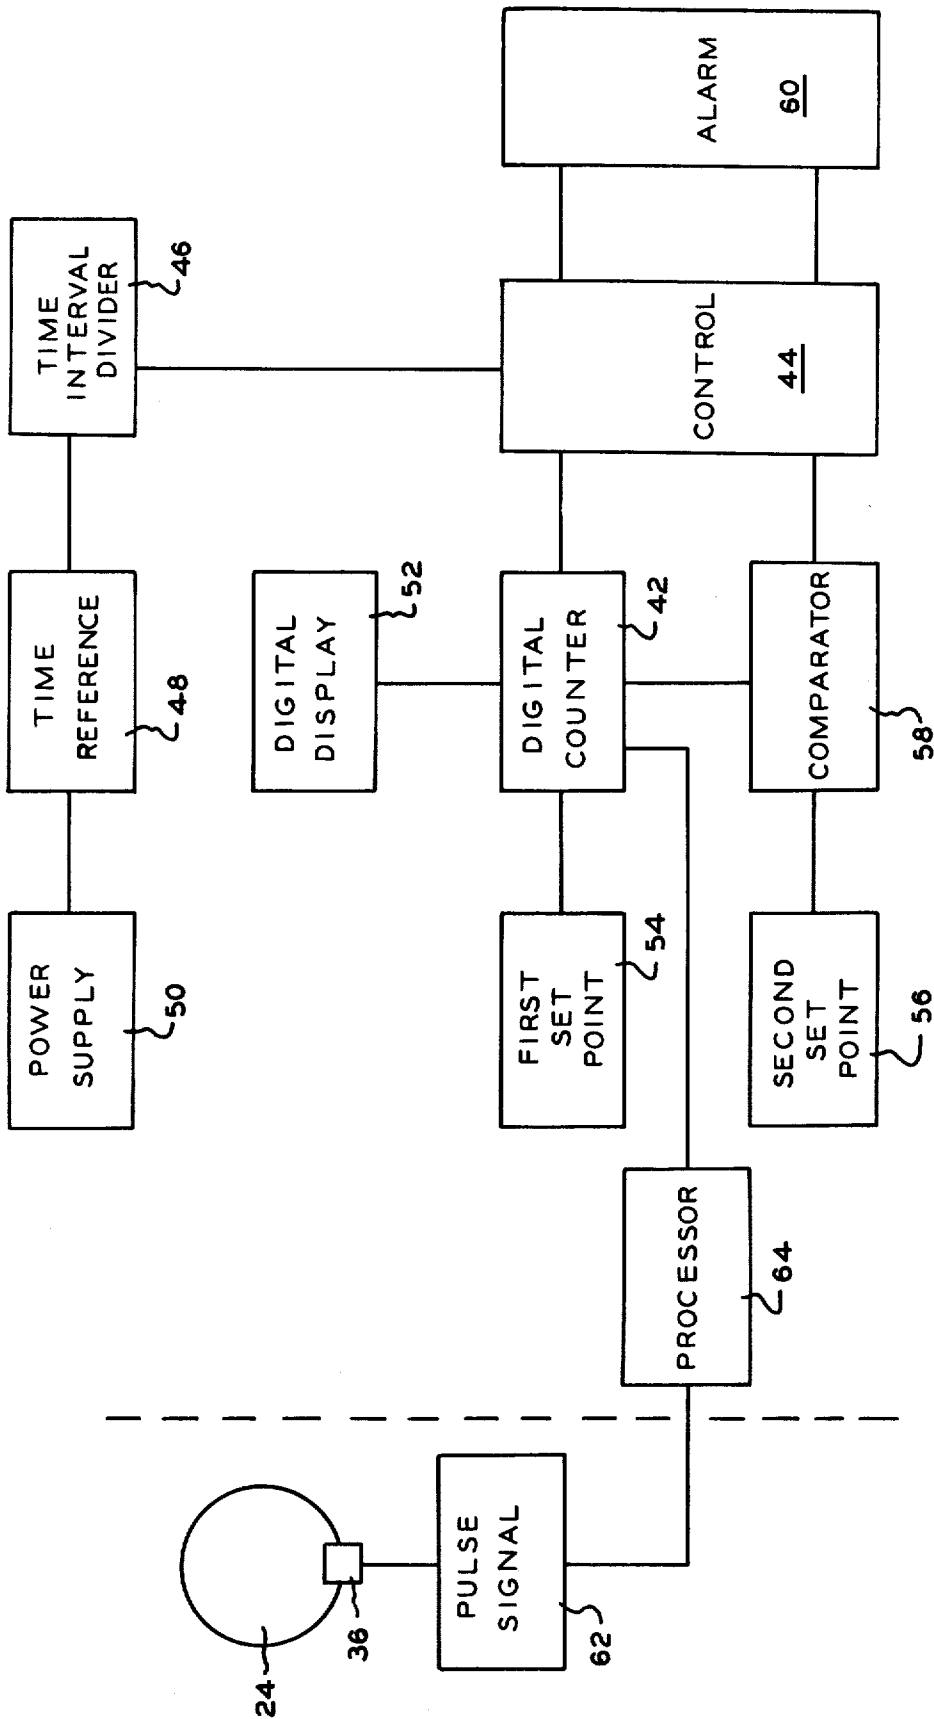 POWER
SUPPLY
50
TIME
REFERENCE
48
TIME
INTERVAL
DIVIDER
46
DIGITAL
DISPLAY
52
24
36
PULSE
SIGNAL
62
PROCESSOR
64
FIRST
SET
POINT
54
DIGITAL
COUNTER
42
CONTROL
44
ALARM
60
SECOND
SET
POINT
56
COMPARATOR
58